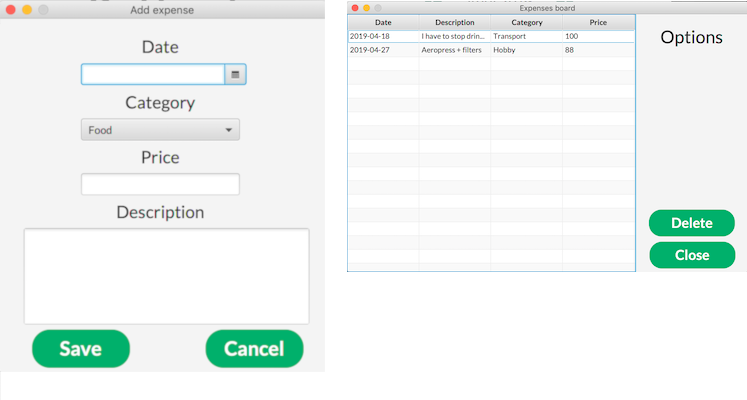 Add expense
Date
Category
Food
Price
Description
Save Cancel
Expenses board
Date Description Category Price
2019-04-18 I have to stop drin... Transport 100
2019-04-27 Aeropress + filters Hobby 88
Options
Delete
Close